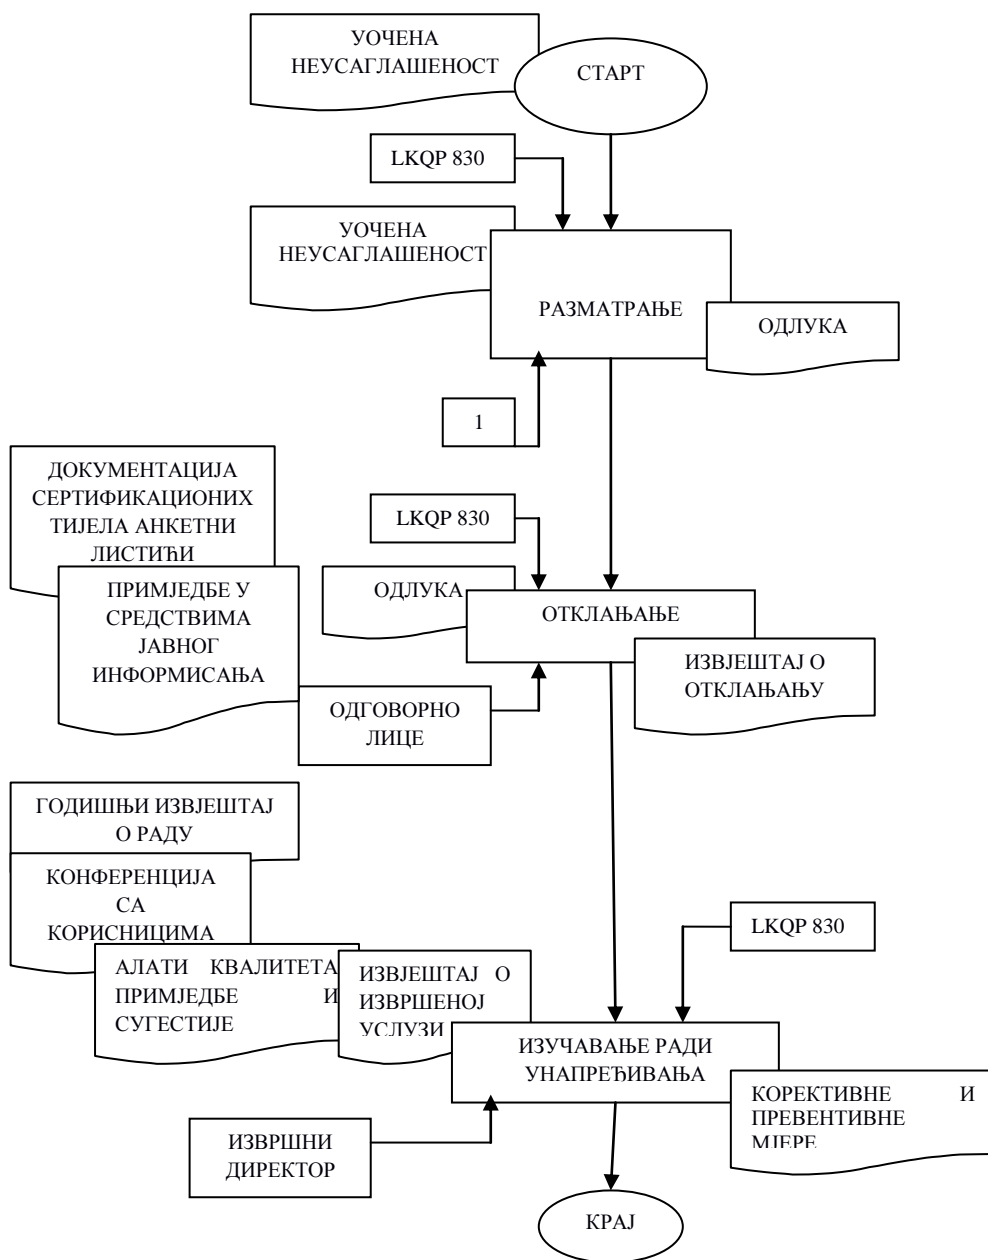 УОЧЕНА
НЕУСАГЛАШЕНОСТ
СТАРТ
LKQP 830
УОЧЕНА
НЕУСАГЛАШЕНОСТ
РАЗМАТРАЊЕ
ОДЛУКА
1
ДОКУМЕНТАЦИЈА
СЕРТИФИКАЦИОНИХ
ТИЈЕЛА АНКЕТНИ
ЛИСТИЋИ
LKQP 830
ПРИМЈЕДБЕ У
СРЕДСТВИМА
ЈАВНОГ
ИНФОРМИСАЊА
ОДЛУКА
ОТКЛАЊАЊЕ
ИЗВЈЕШТАЈ О
ОТКЛАЊАЊУ
ОДГОВОРНО
ЛИЦЕ
ГОДИШЊИ ИЗВЈЕШТАЈ
О РАДУ
КОНФЕРЕНЦИЈА
СА
КОРИСНИЦИМА
LKQP 830
АЛАТИ КВАЛИТЕТА
ПРИМЈЕДБЕ И
СУГЕСТИЈЕ
ИЗВЈЕШТАЈ О
ИЗВРШЕНОЈ
УСЛУЗИ
ИЗУЧАВАЊЕ РАДИ
УНАПРЕЂИВАЊА
КОРЕКТИВНЕ И
ПРЕВЕНТИВНЕ
МЈЕРЕ
ИЗВРШНИ
ДИРЕКТОР
КРАЈ